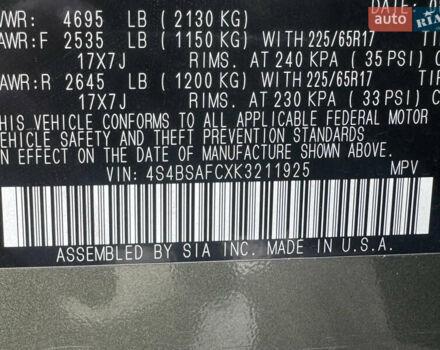 VWR: 4695 LB (2130 KG)
AWR:F 2535 LB (1150 KG) WITH 225/65R17
17X7J RIMS. AT 240 KPA (35 PSI) C
AWR:R 2645 LB (1200 KG) WITH 225/65R17
17X7J RIMS. AT 230 KPA (33 PSI) C
THIS VEHICLE CONFORMS TO ALL APPLICABLE FEDERAL MOTOR
VEHICLE SAFETY AND THEFT PREVENTION STANDARDS
IN EFFECT ON THE DATE OF MANUFACTURE SHOWN ABOVE.
VIN: 4S4BSAFCXK3211925 MPV
ASSEMBLED BY SIA INC. MADE IN U.S.A.
auto RIA